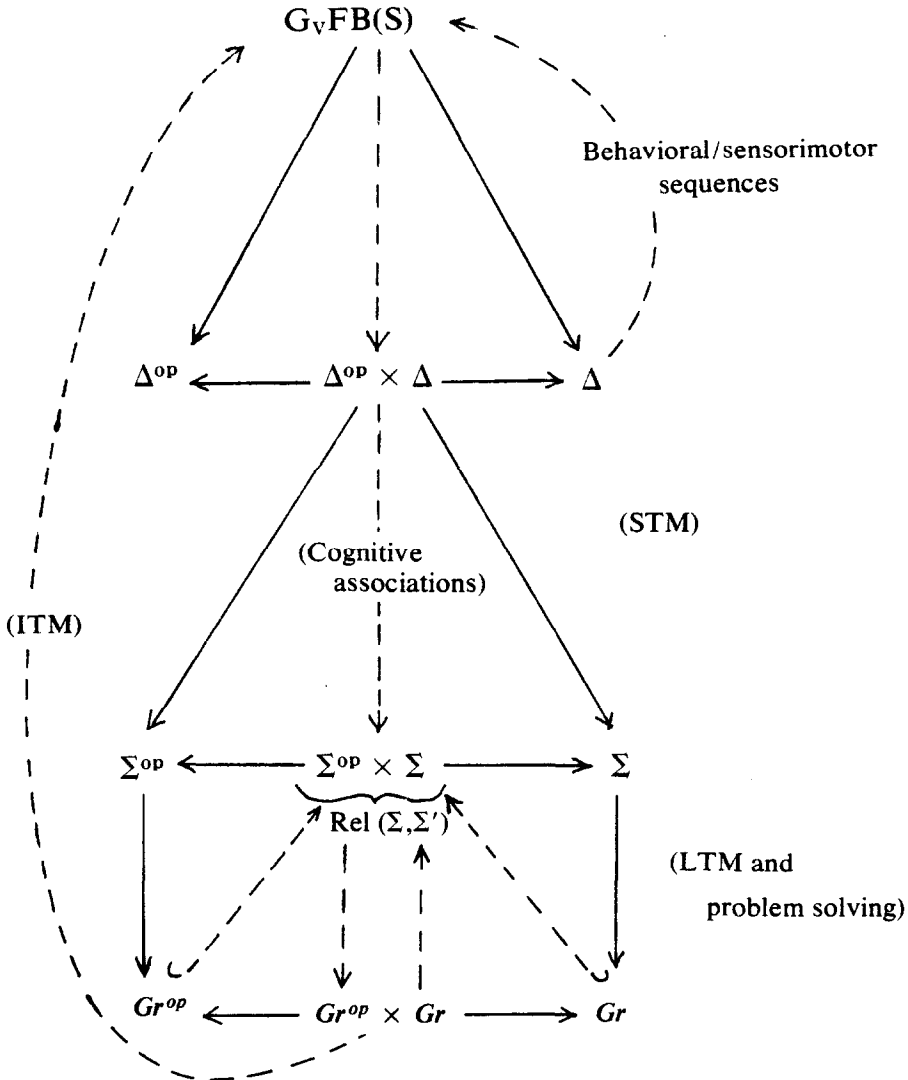 GᵥFB(S)
Behavioral/sensorimotor
sequences
Δᵒᵖ Δᵒᵖ × Δ Δ
(STM)
(Cognitive
associations)
(ITM)
Σᵒᵖ Σᵒᵖ × Σ Σ
Rel (Σ,Σ′)
(LTM and
problem solving)
Grᵒᵖ Grᵒᵖ × Gr Gr